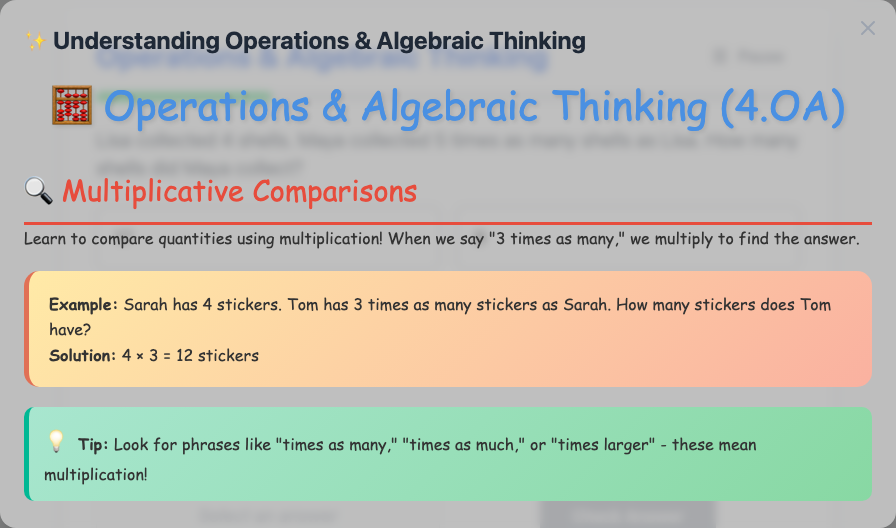 Understanding Operations & Algebraic Thinking
Operations & Algebraic Thinking (4.OA)
Multiplicative Comparisons
Learn to compare quantities using multiplication! When we say "3 times as many," we multiply to find the answer.
Example: Sarah has 4 stickers. Tom has 3 times as many stickers as Sarah. How many stickers does Tom
have?
Solution: 4 × 3 = 12 stickers
Tip: Look for phrases like "times as many," "times as much," or "times larger" - these mean
multiplication!